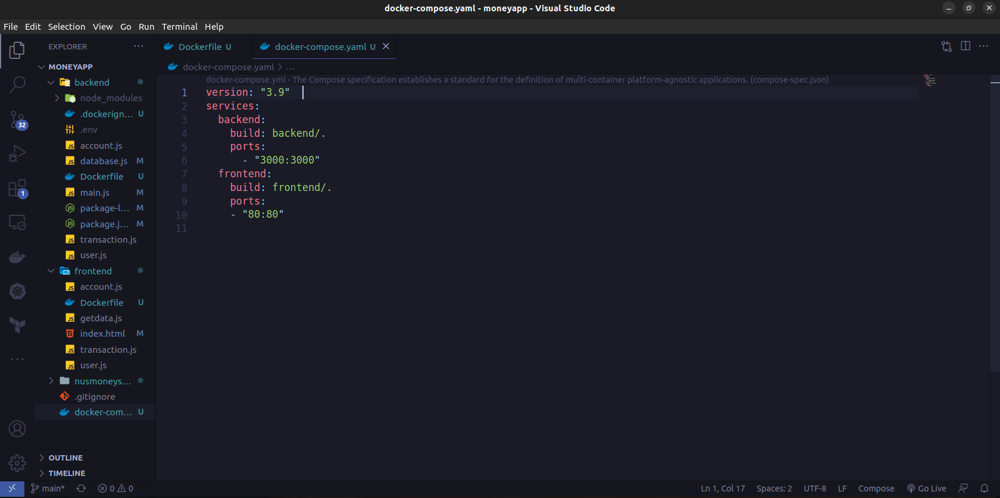 docker-compose.yaml - moneyapp - Visual Studio Code
File Edit Selection View Go Run Terminal Help
EXPLORER
MONEYAPP
backend
node_modules
.dockerign... U
.env
account.js
database.js M
Dockerfile U
main.js M
package-l... M
package.j... M
transaction.js
user.js
frontend
account.js
Dockerfile U
getdata.js
index.html M
transaction.js
user.js
nusmoneys...
.gitignore
docker-com... U
OUTLINE
TIMELINE
32
1
Dockerfile U
docker-compose.yaml U
docker-compose.yaml > ...
docker-compose.yml - The Compose specification establishes a standard for the definition of multi-container platform-agnostic applications. (compose-spec.json)
1 version: "3.9"
2 services:
3 backend:
4 build: backend/.
5 ports:
6 - "3000:3000"
7 frontend:
8 build: frontend/.
9 ports:
10 - "80:80"
11
main* 0 0 Ln 1, Col 17 Spaces: 2 UTF-8 LF Compose Go Live